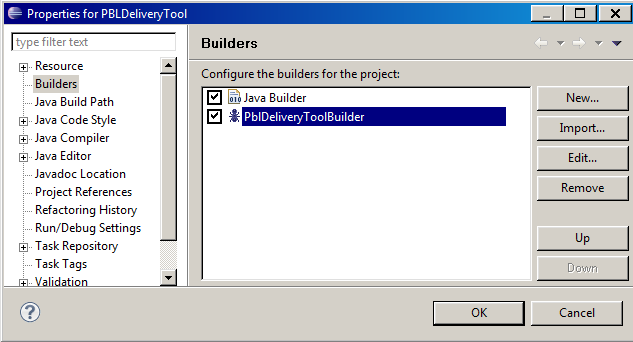 Properties for PBLDeliveryTool
type filter text
Resource
Builders
Java Build Path
Java Code Style
Java Compiler
Java Editor
Javadoc Location
Project References
Refactoring History
Run/Debug Settings
Task Repository
Task Tags
Validation
Builders
Configure the builders for the project:
010
Java Builder
PblDeliveryToolBuilder
New...
Import...
Edit...
Remove
Up
Down
?
OK
Cancel